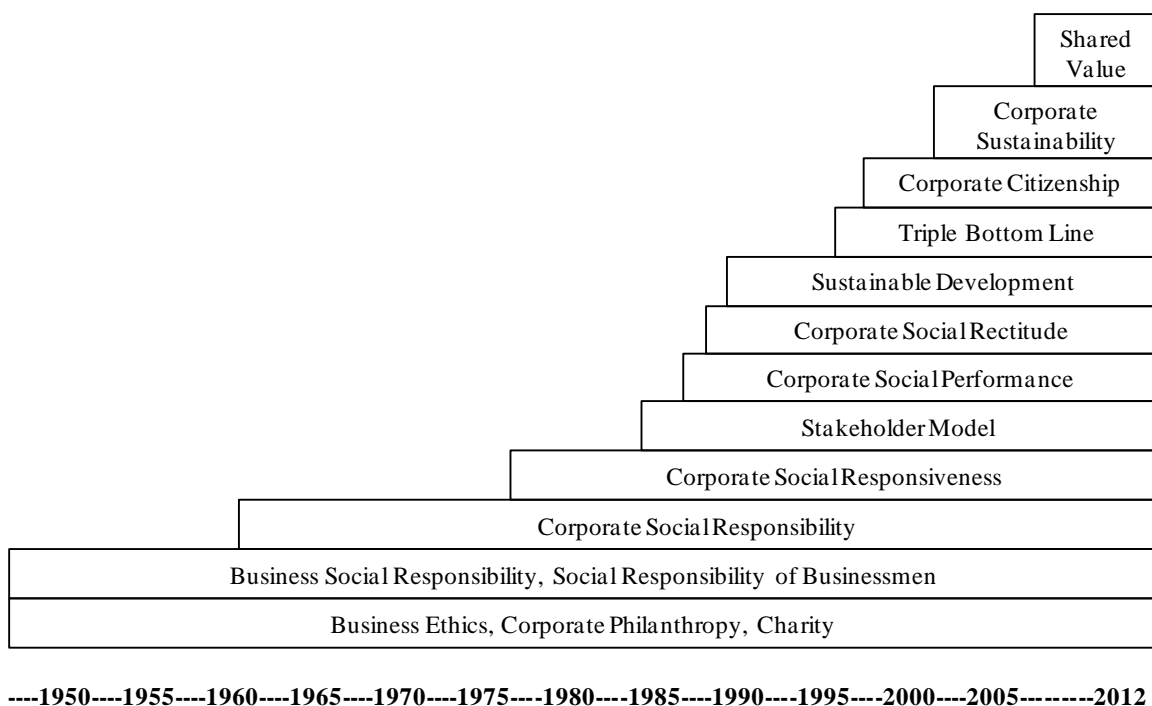 Shared
Value
Corporate
Sustainability
Corporate Citizenship
Triple Bottom Line
Sustainable Development
Corporate Social Rectitude
Corporate Social Performance
Stakeholder Model
Corporate Social Responsiveness
Corporate Social Responsibility
Business Social Responsibility, Social Responsibility of Businessmen
Business Ethics, Corporate Philanthropy, Charity
----1950----1955----1960----1965----1970----1975----1980----1985----1990----1995----2000----2005---------2012